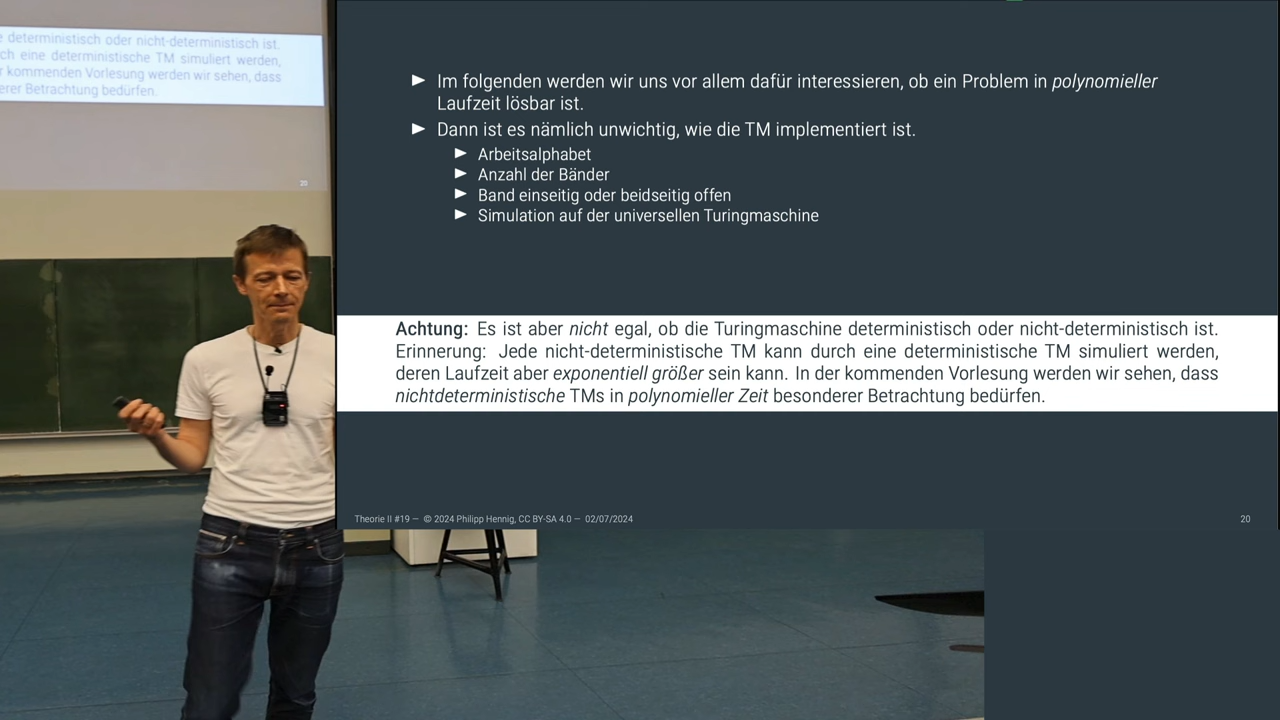 e deterministisch oder nicht-deterministisch ist.
ch eine deterministische TM simuliert werden,
r kommenden Vorlesung werden wir sehen, dass
erer Betrachtung bedürfen.
20
► Im folgenden werden wir uns vor allem dafür interessieren, ob ein Problem in polynomieller
Laufzeit lösbar ist.
► Dann ist es nämlich unwichtig, wie die TM implementiert ist.
► Arbeitsalphabet
► Anzahl der Bänder
► Band einseitig oder beidseitig offen
► Simulation auf der universellen Turingmaschine
Achtung: Es ist aber nicht egal, ob die Turingmaschine deterministisch oder nicht-deterministisch ist.
Erinnerung: Jede nicht-deterministische TM kann durch eine deterministische TM simuliert werden,
deren Laufzeit aber exponentiell größer sein kann. In der kommenden Vorlesung werden wir sehen, dass
nichtdeterministische TMs in polynomieller Zeit besonderer Betrachtung bedürfen.
Theorie II #19 — © 2024 Philipp Hennig, CC BY-SA 4.0 — 02/07/2024
20